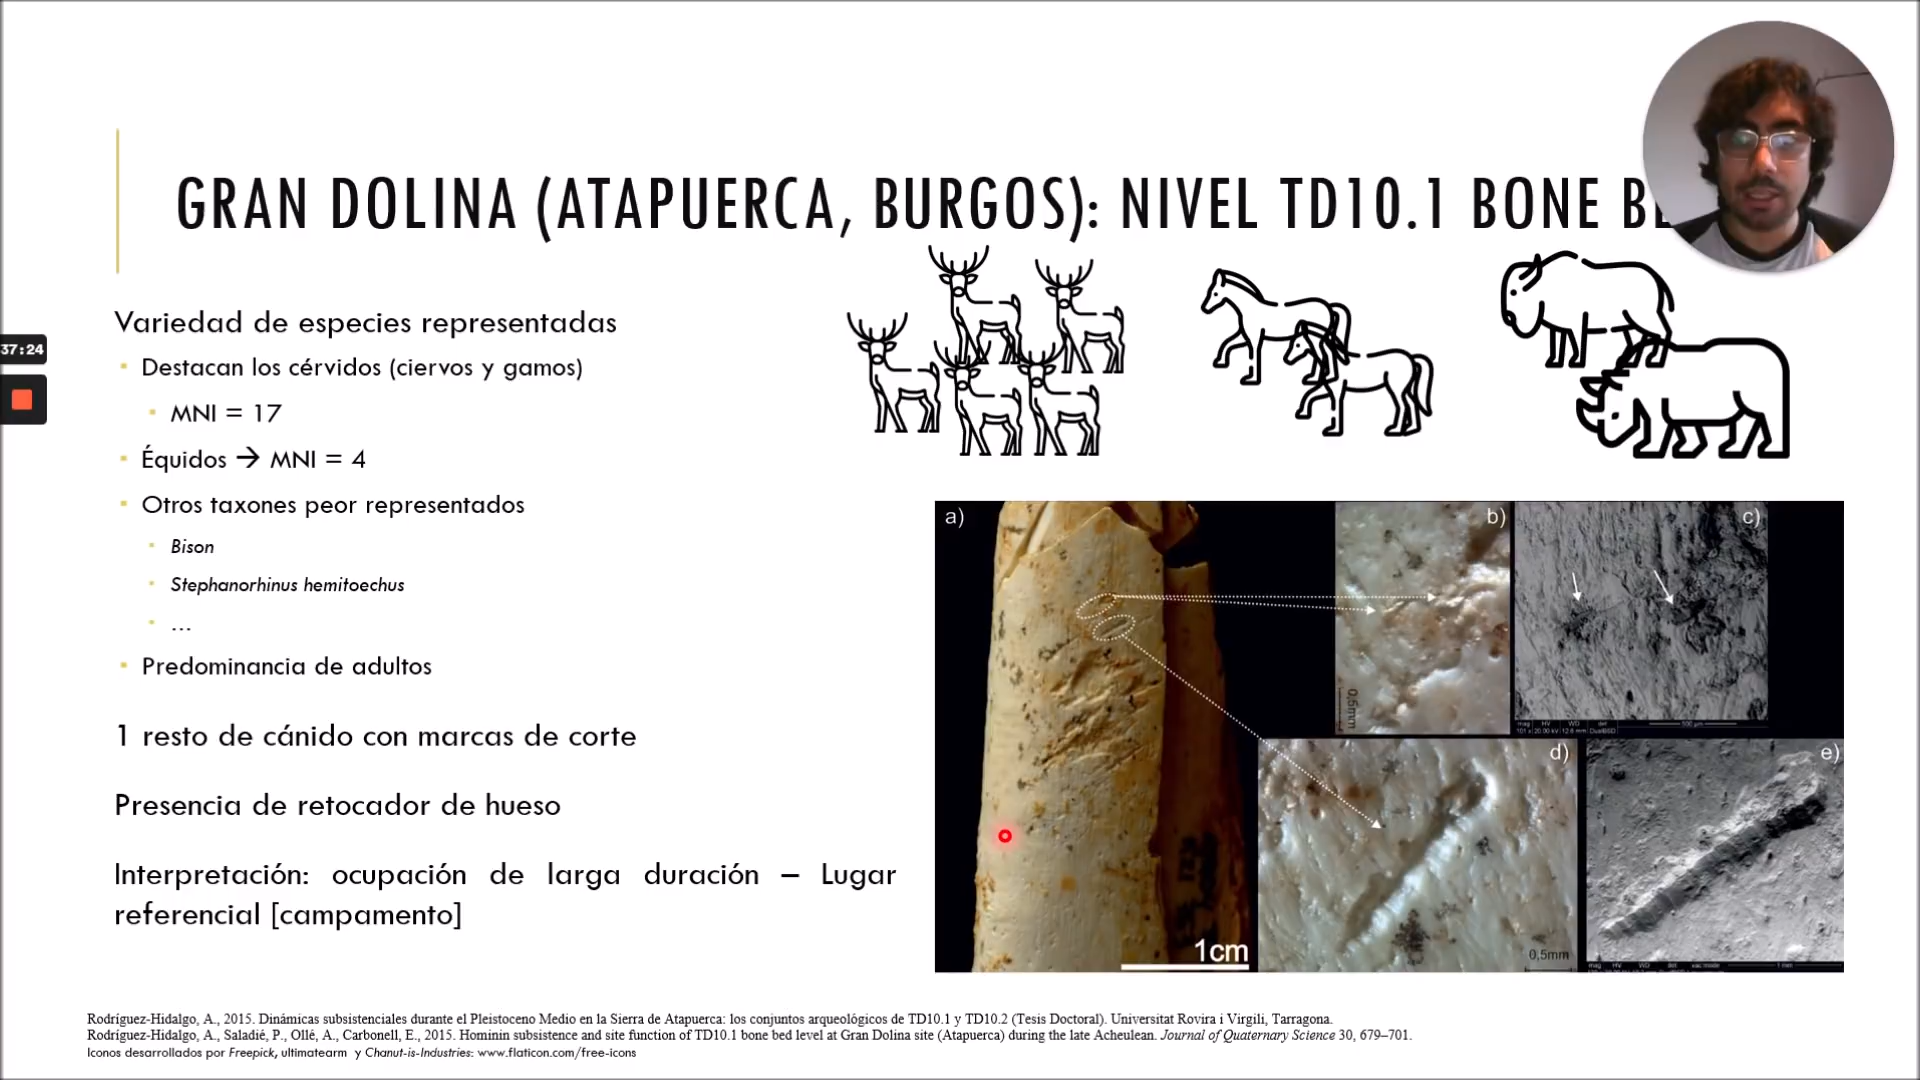 GRAN DOLINA (ATAPUERCA, BURGOS): NIVEL TD10.1 BONE
37:24
Variedad de especies representadas
▪ Destacan los cérvidos (ciervos y gamos)
▪ MNI = 17
▪ Équidos → MNI = 4
▪ Otros taxones peor representados
▪ Bison
▪ Stephanorhinus hemitoechus
▪ ...
▪ Predominancia de adultos
1 resto de cánido con marcas de corte
Presencia de retocador de hueso
Interpretación: ocupación de larga duración – Lugar
referencial [campamento]
a)
b)
c)
0,5mm
d)
e)
1cm
0,5mm
Rodríguez-Hidalgo, A., 2015. Dinámicas subsistenciales durante el Pleistoceno Medio en la Sierra de Atapuerca: los conjuntos arqueológicos de TD10.1 y TD10.2 (Tesis Doctoral). Universitat Rovira i Virgili, Tarragona.
Rodríguez-Hidalgo, A., Saladié, P., Ollé, A., Carbonell, E., 2015. Hominin subsistence and site function of TD10.1 bone bed level at Gran Dolina site (Atapuerca) during the late Acheulean. Journal of Quaternary Science 30, 679–701.
Iconos desarrollados por Freepick, ultimatearm y Chanut-is-Industries: www.flaticon.com/free-icons